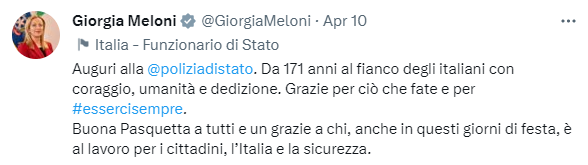 Giorgia Meloni @GiorgiaMeloni · Apr 10
Italia - Funzionario di Stato
Auguri alla @poliziadistato. Da 171 anni al fianco degli italiani con
coraggio, umanità e dedizione. Grazie per ciò che fate e per
#essercisempre.
Buona Pasquetta a tutti e un grazie a chi, anche in questi giorni di festa, è
al lavoro per i cittadini, l’Italia e la sicurezza.